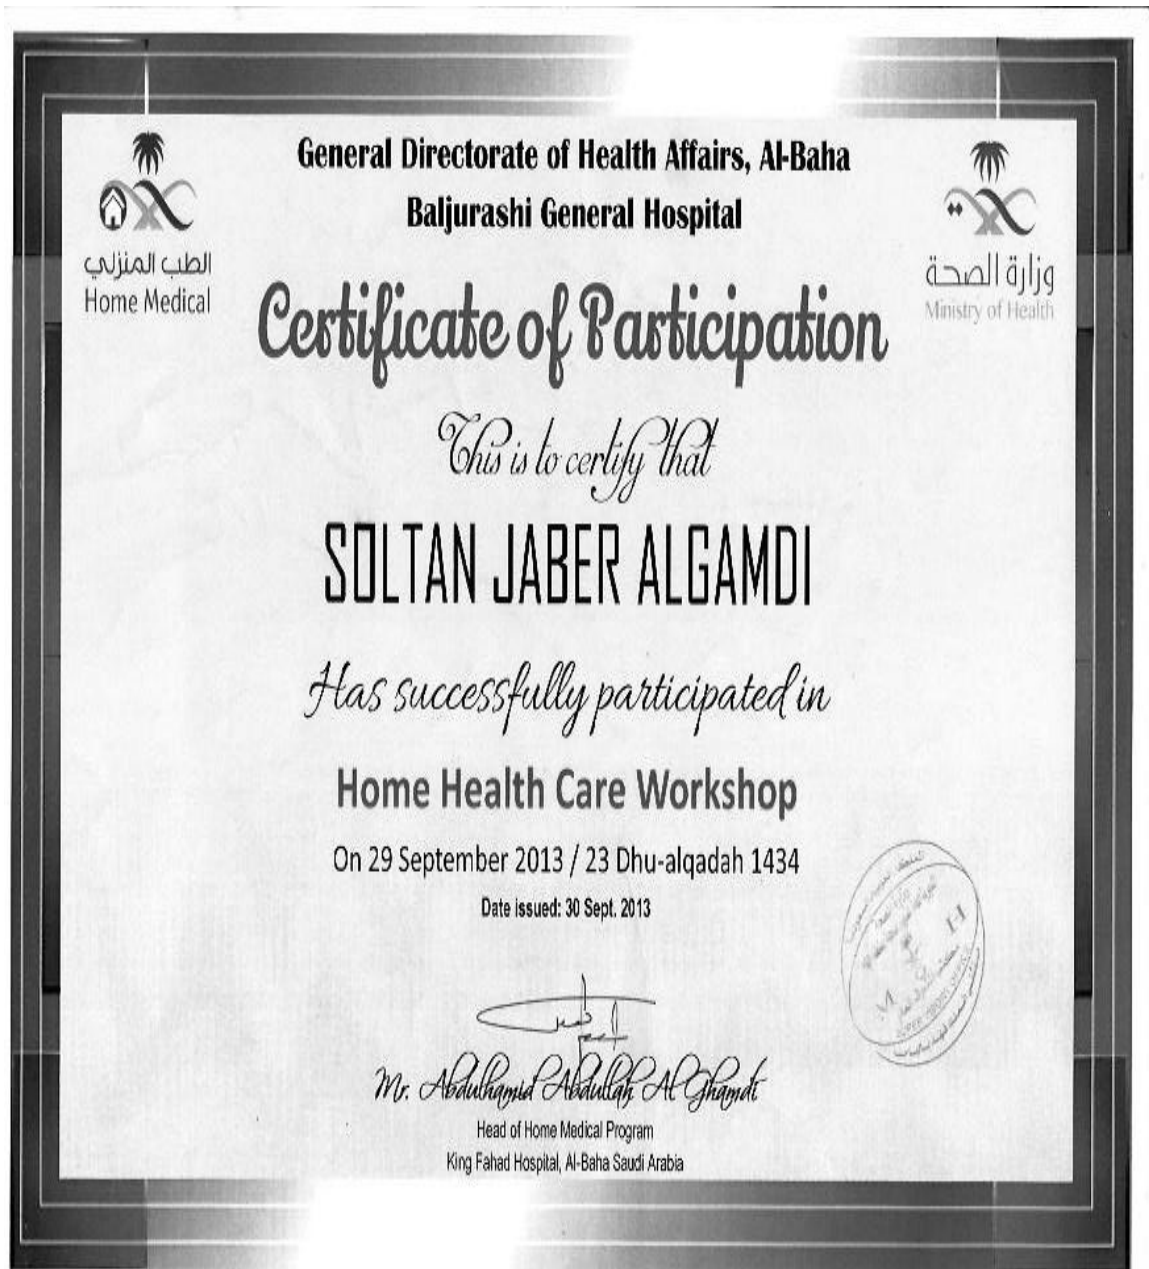 General Directorate of Health Affairs, Al-Baha
Baljurashi General Hospital
الطب المنزلي
Home Medical
وزارة الصحة
Ministry of Health
Certificate of Participation
This is to certify that
SOLTAN JABER ALGAMDI
Has successfully participated in
Home Health Care Workshop
On 29 September 2013 / 23 Dhu-alqadah 1434
Date issued: 30 Sept. 2013
Mr. Abdulhamid Abdullah Al Ghamdi
Head of Home Medical Program
King Fahad Hospital, Al-Baha Saudi Arabia